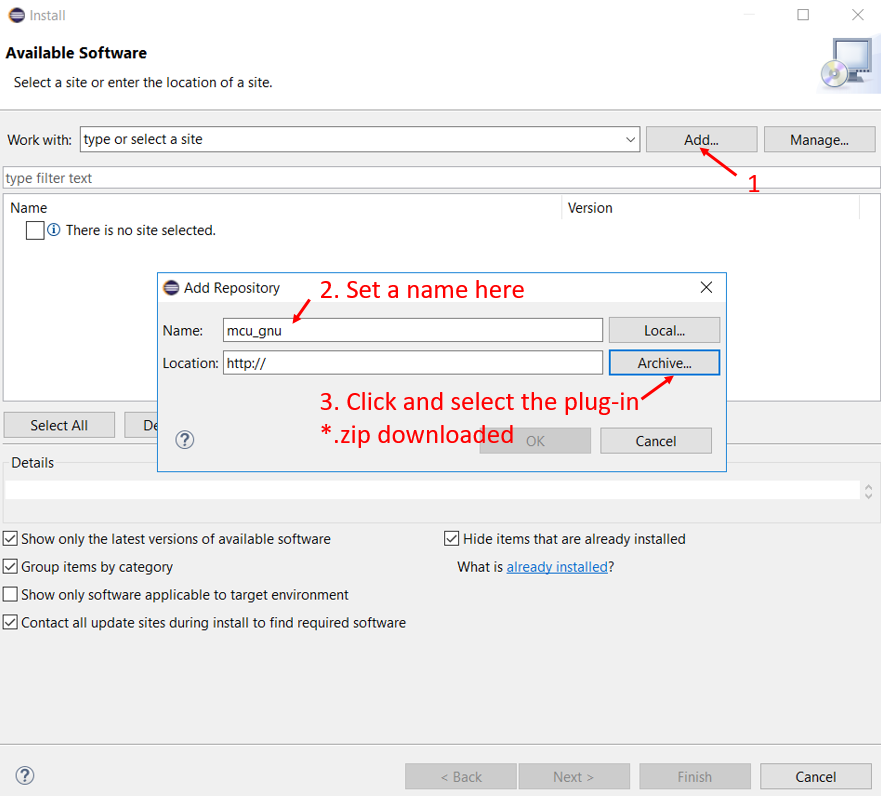 Install
Available Software
Select a site or enter the location of a site.
Work with: type or select a site Add... Manage...
1
type filter text
Name Version
There is no site selected.
Add Repository
2. Set a name here
Name: mcu_gnu Local...
Location: http:// Archive...
3. Click and select the plug-in
*.zip downloaded
OK Cancel
Select All De
Details
Show only the latest versions of available software Hide items that are already installed
Group items by category What is already installed?
Show only software applicable to target environment
Contact all update sites during install to find required software
< Back Next > Finish Cancel